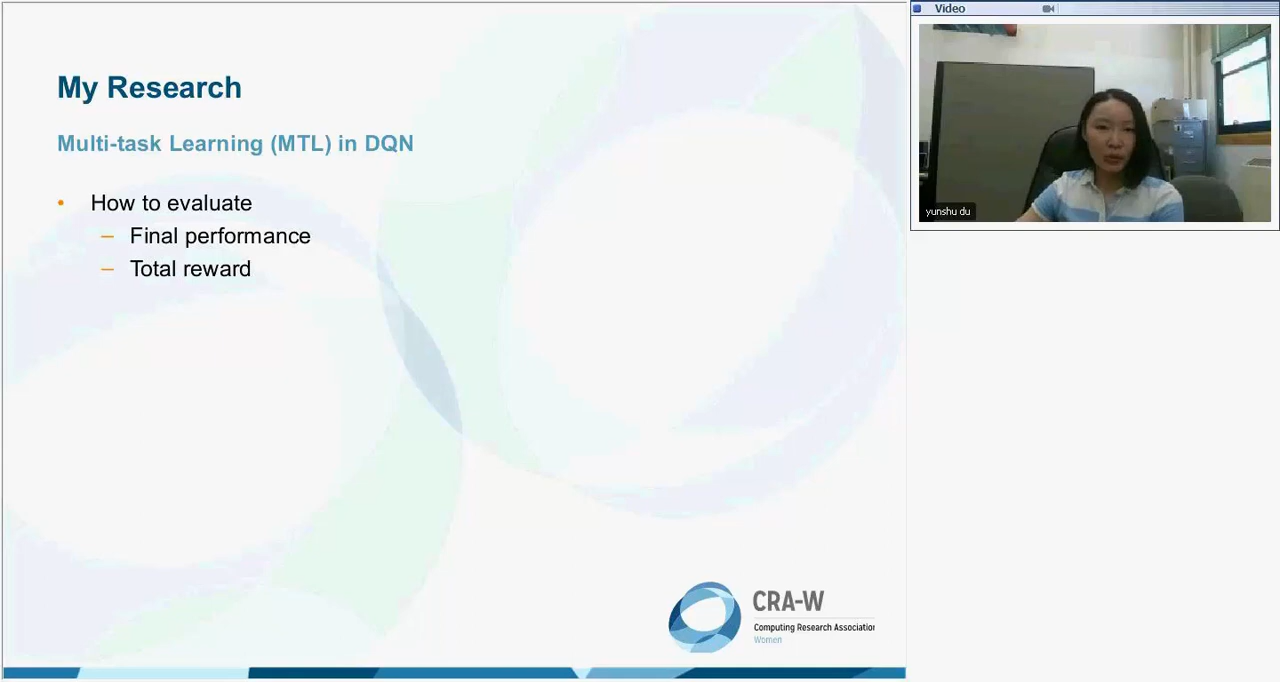 My Research
Multi-task Learning (MTL) in DQN
• How to evaluate
– Final performance
– Total reward
CRA-W
Computing Research Association
Women
Video
yunshu du